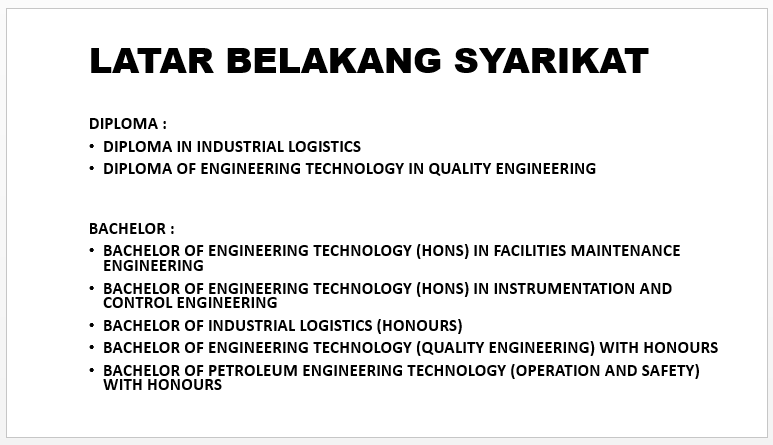 LATAR BELAKANG SYARIKAT
DIPLOMA :
• DIPLOMA IN INDUSTRIAL LOGISTICS
• DIPLOMA OF ENGINEERING TECHNOLOGY IN QUALITY ENGINEERING
BACHELOR :
• BACHELOR OF ENGINEERING TECHNOLOGY (HONS) IN FACILITIES MAINTENANCE
ENGINEERING
• BACHELOR OF ENGINEERING TECHNOLOGY (HONS) IN INSTRUMENTATION AND
CONTROL ENGINEERING
• BACHELOR OF INDUSTRIAL LOGISTICS (HONOURS)
• BACHELOR OF ENGINEERING TECHNOLOGY (QUALITY ENGINEERING) WITH HONOURS
• BACHELOR OF PETROLEUM ENGINEERING TECHNOLOGY (OPERATION AND SAFETY)
WITH HONOURS